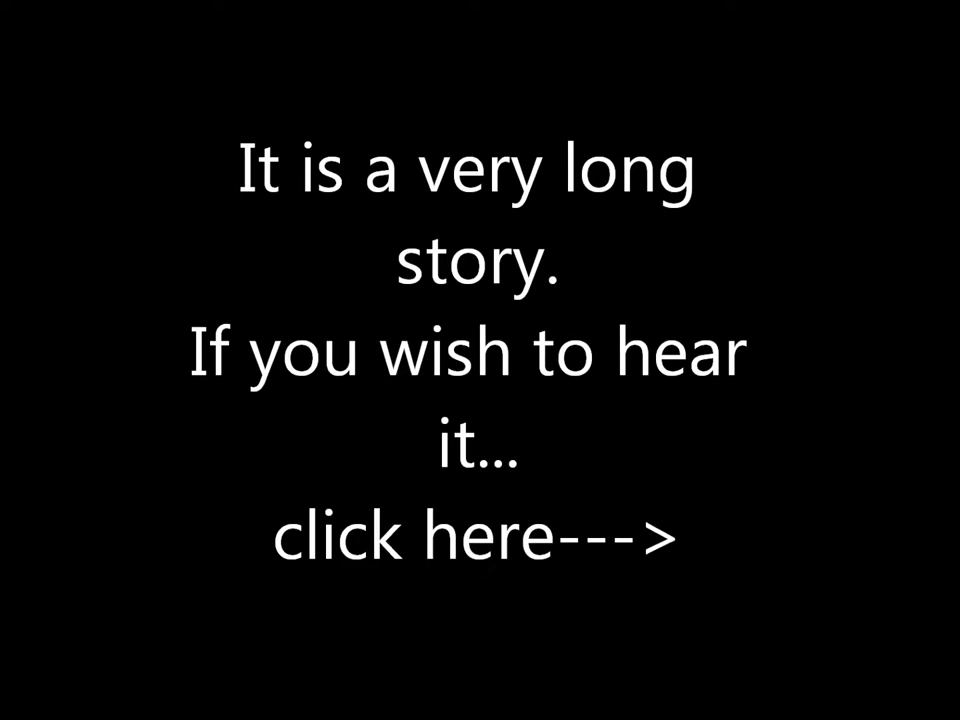 It is a very long
story.
If you wish to hear
it...
click here--->